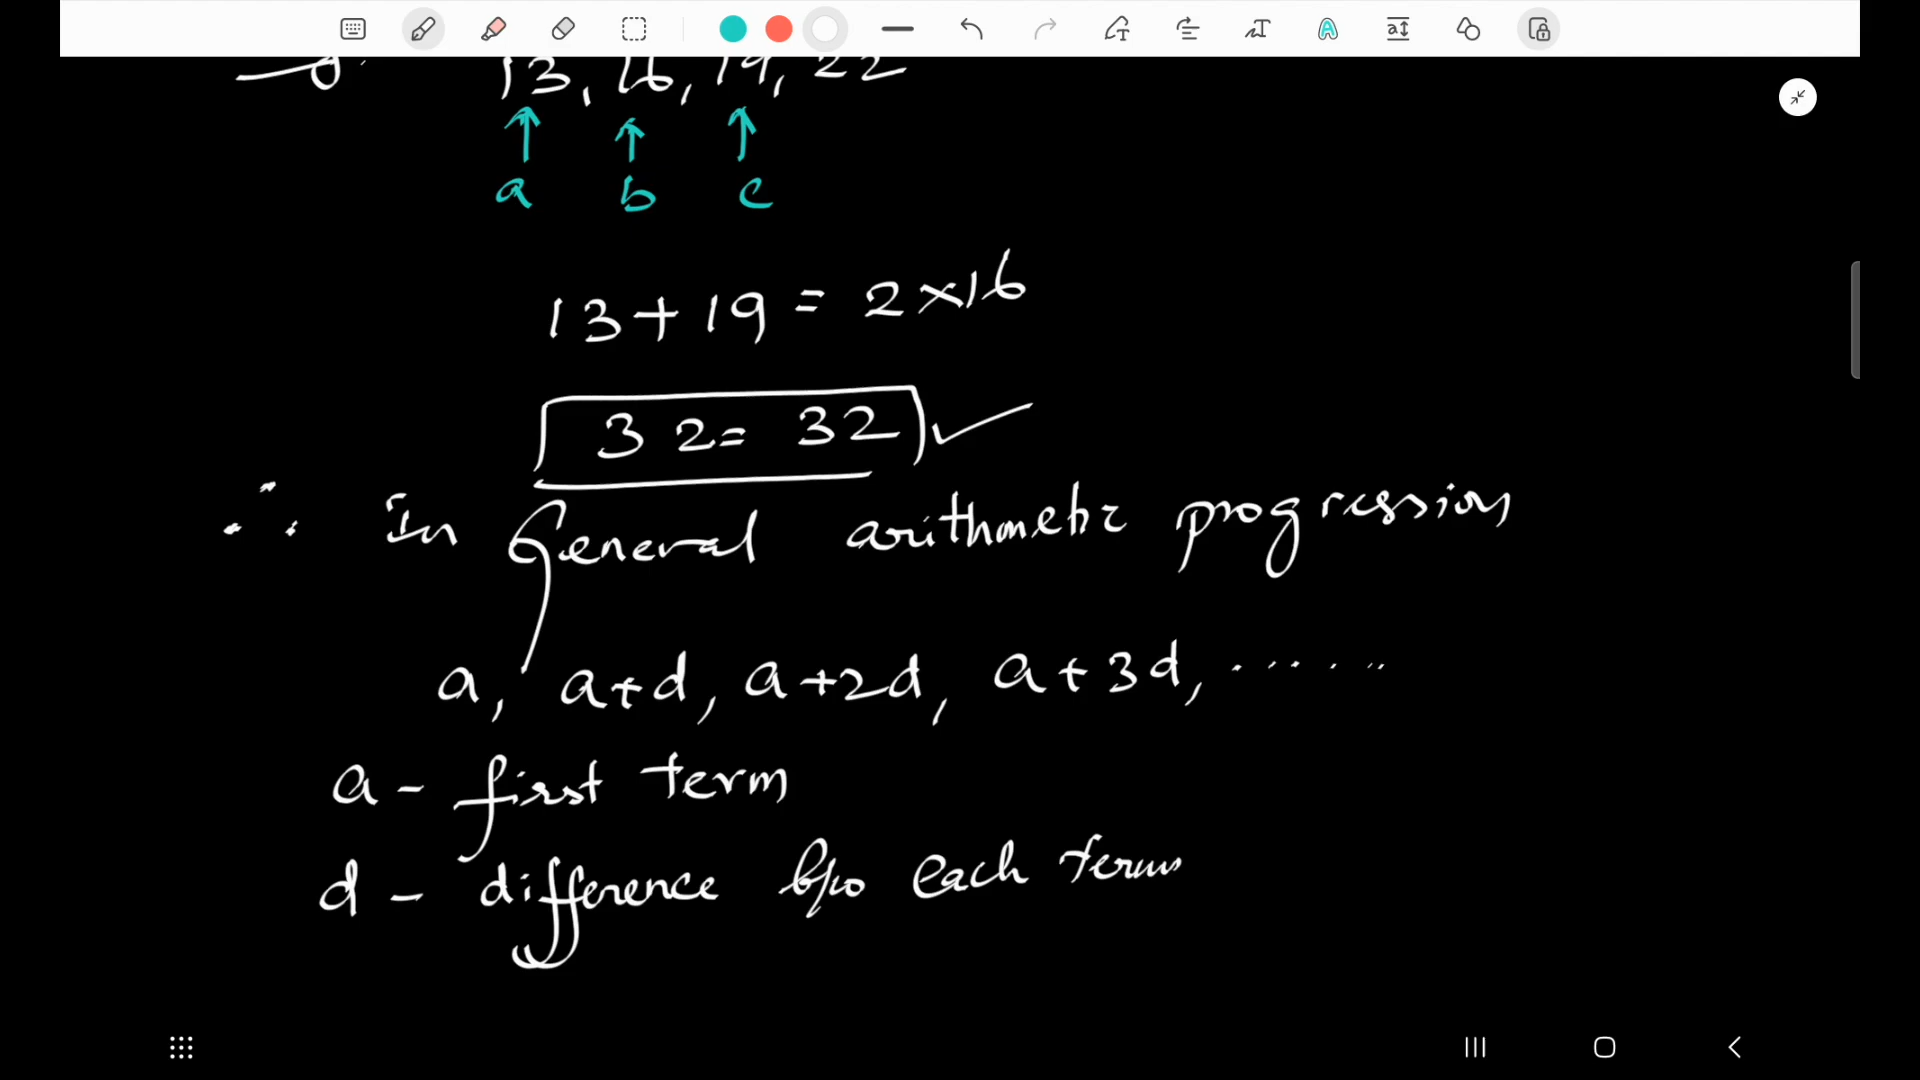 13, 16, 19, 22
a b c
13 + 19 = 2×16
32 = 32
∴ In General arithmetic progression
a, a+d, a+2d, a+3d, ......
a - first term
d - difference b/w each terms